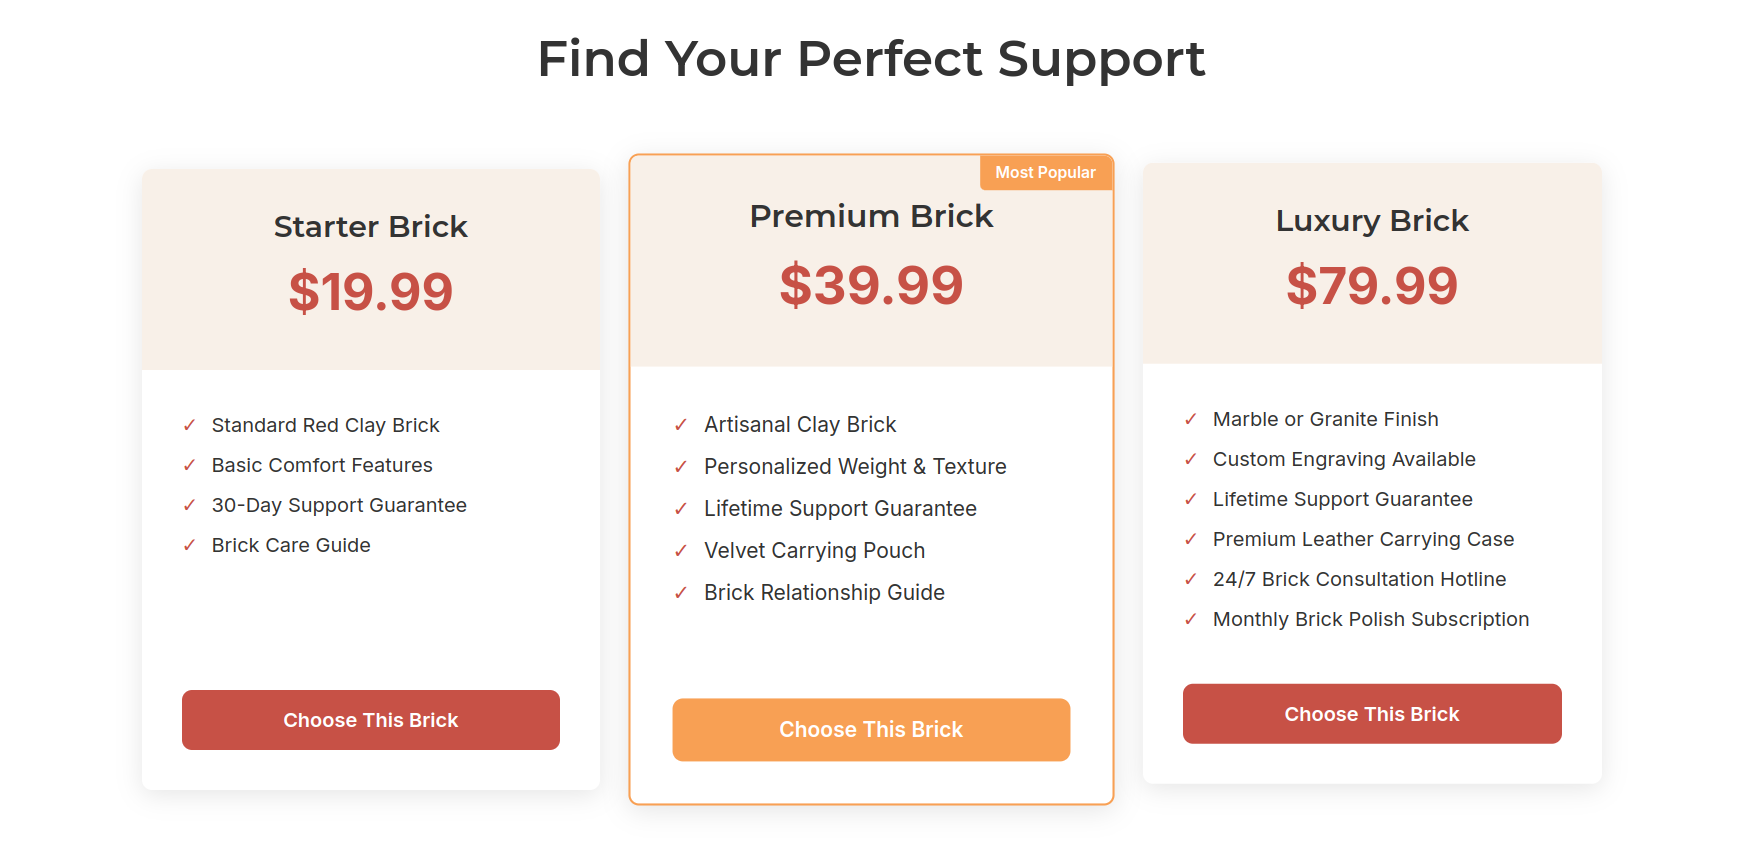 Find Your Perfect Support
Starter Brick
$19.99
✓ Standard Red Clay Brick
✓ Basic Comfort Features
✓ 30-Day Support Guarantee
✓ Brick Care Guide
Choose This Brick
Most Popular
Premium Brick
$39.99
✓ Artisanal Clay Brick
✓ Personalized Weight & Texture
✓ Lifetime Support Guarantee
✓ Velvet Carrying Pouch
✓ Brick Relationship Guide
Choose This Brick
Luxury Brick
$79.99
✓ Marble or Granite Finish
✓ Custom Engraving Available
✓ Lifetime Support Guarantee
✓ Premium Leather Carrying Case
✓ 24/7 Brick Consultation Hotline
✓ Monthly Brick Polish Subscription
Choose This Brick